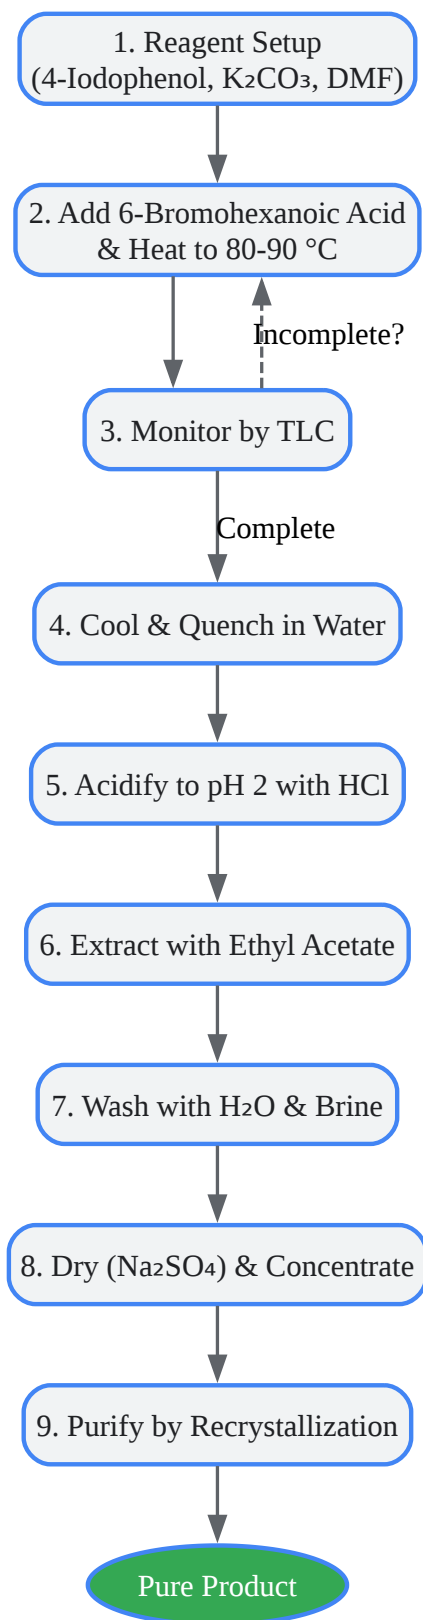 1. Reagent Setup
(4-Iodophenol, K₂CO₃, DMF)
2. Add 6-Bromohexanoic Acid
& Heat to 80-90 °C
Incomplete?
3. Monitor by TLC
Complete
4. Cool & Quench in Water
5. Acidify to pH 2 with HCl
6. Extract with Ethyl Acetate
7. Wash with H₂O & Brine
8. Dry (Na₂SO₄) & Concentrate
9. Purify by Recrystallization
Pure Product